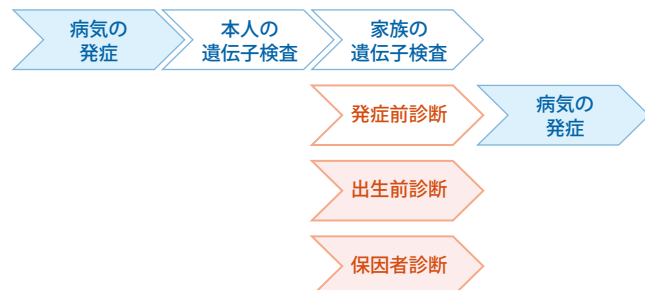 病気の
発症
本人の
遺伝子検査
家族の
遺伝子検査
発症前診断
病気の
発症
出生前診断
保因者診断